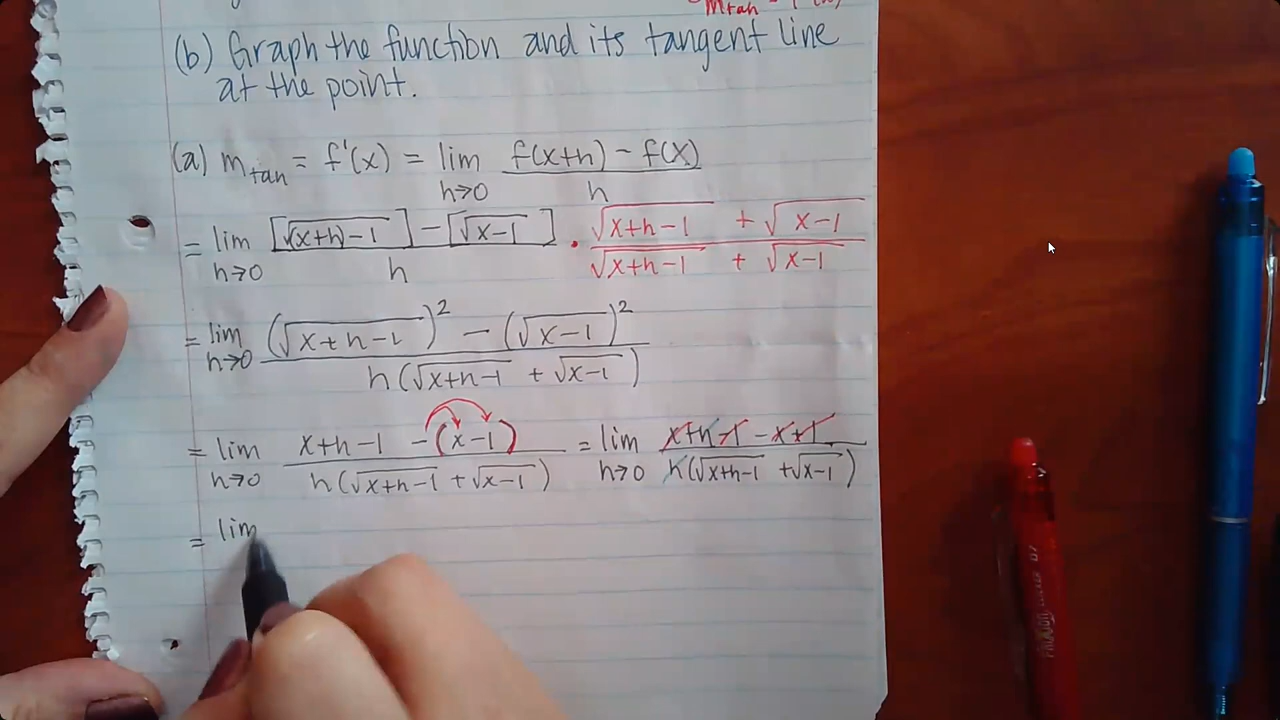 (b) Graph the function and its tangent line
at the point.
(a) m_tan = f'(x) = lim h→0 f(x+h) - f(x) / h
= lim h→0 [√(x+h)-1] - [√x-1] / h · √x+h-1 + √x-1 / √x+h-1 + √x-1
= lim h→0 (√x+h-1)² - (√x-1)² / h(√x+h-1 + √x-1)
= lim h→0 x+h-1 -(x-1) / h(√x+h-1 + √x-1) = lim h→0 x+h-1-x+1 / h(√x+h-1 + √x-1)
= lim